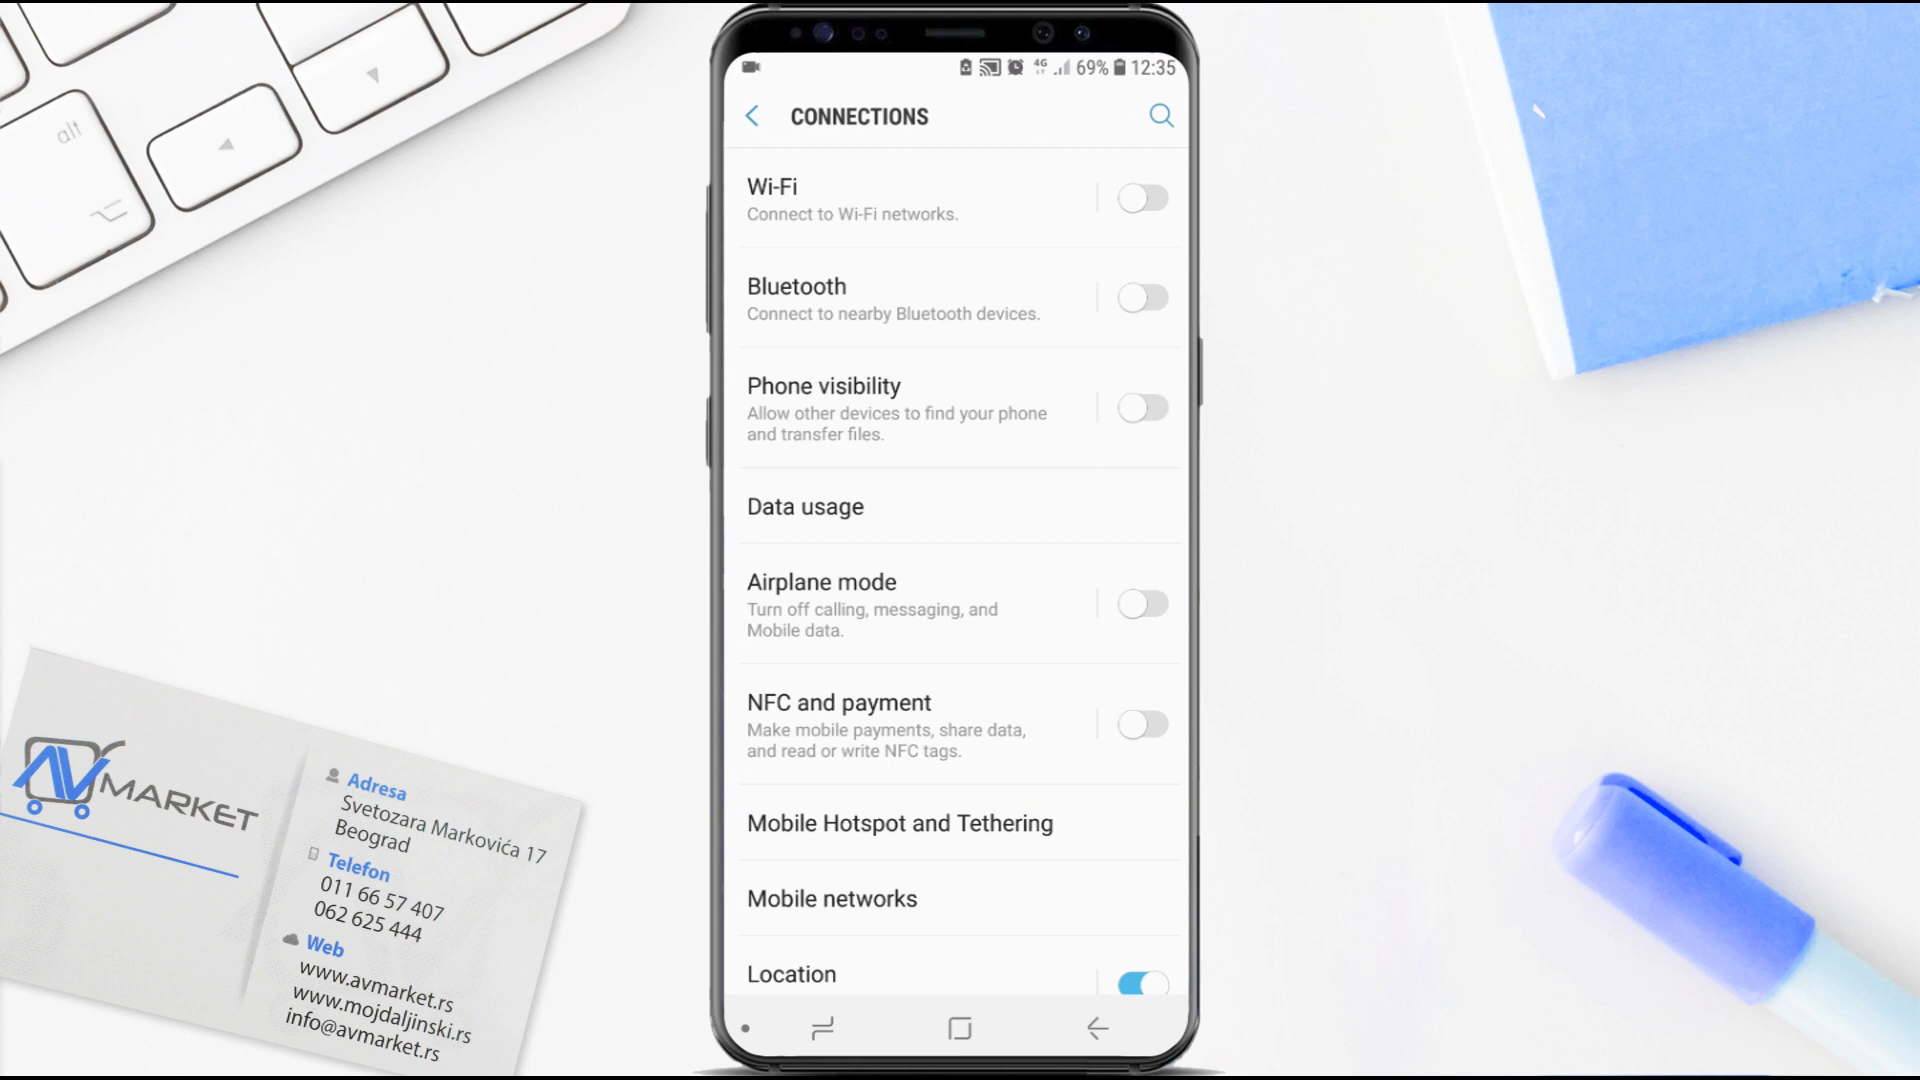 alt
4G
69%
12:35
CONNECTIONS
Wi-Fi
Connect to Wi-Fi networks.
Bluetooth
Connect to nearby Bluetooth devices.
Phone visibility
Allow other devices to find your phone
and transfer files.
Data usage
Airplane mode
Turn off calling, messaging, and
Mobile data.
NFC and payment
Make mobile payments, share data,
and read or write NFC tags.
Mobile Hotspot and Tethering
Mobile networks
Location
AV MARKET
Adresa
Svetozara Markovića 17
Beograd
Telefon
011 66 57 407
062 625 444
Web
www.avmarket.rs
www.mojdaljinski.rs
info@avmarket.rs